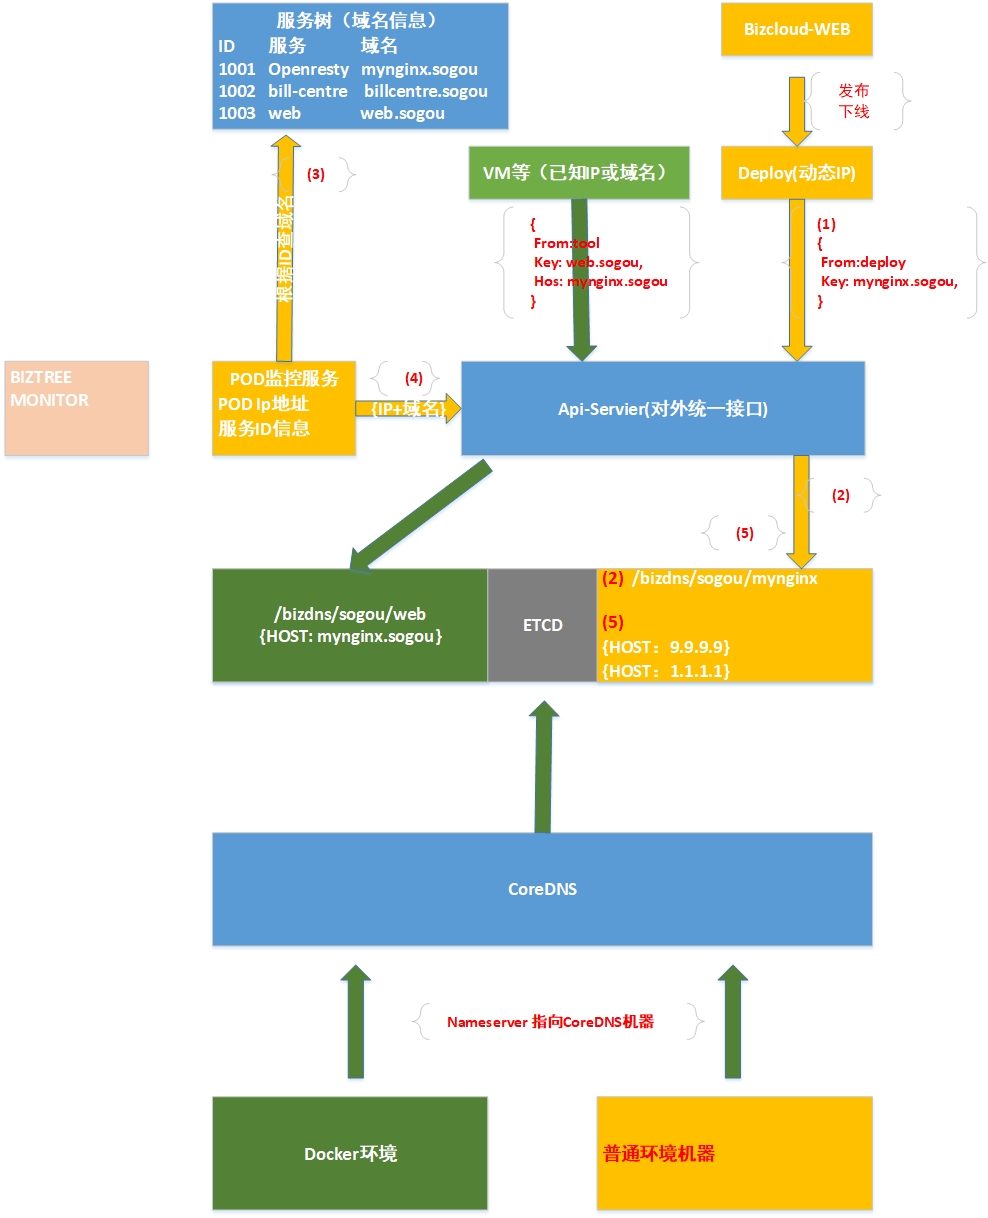 服务树（域名信息）
ID 服务 域名
1001 Openresty mynginx.sogou
1002 bill-centre billcentre.sogou
1003 web web.sogou
Bizcloud-WEB
发布
下线
(3)
根据ID查域名
VM等（已知IP或域名）
Deploy(动态IP)
{
From:tool
Key: web.sogou,
Hos: mynginx.sogou
}
(1)
{
From:deploy
Key: mynginx.sogou,
}
BIZTREE
MONITOR
POD监控服务
POD Ip地址
服务ID信息
(4)
{IP+域名}
Api-Servier(对外统一接口)
(2)
(5)
/bizdns/sogou/web
{HOST: mynginx.sogou}
ETCD
(2) /bizdns/sogou/mynginx
(5)
{HOST：9.9.9.9}
{HOST：1.1.1.1}
CoreDNS
Nameserver 指向CoreDNS机器
Docker环境
普通环境机器